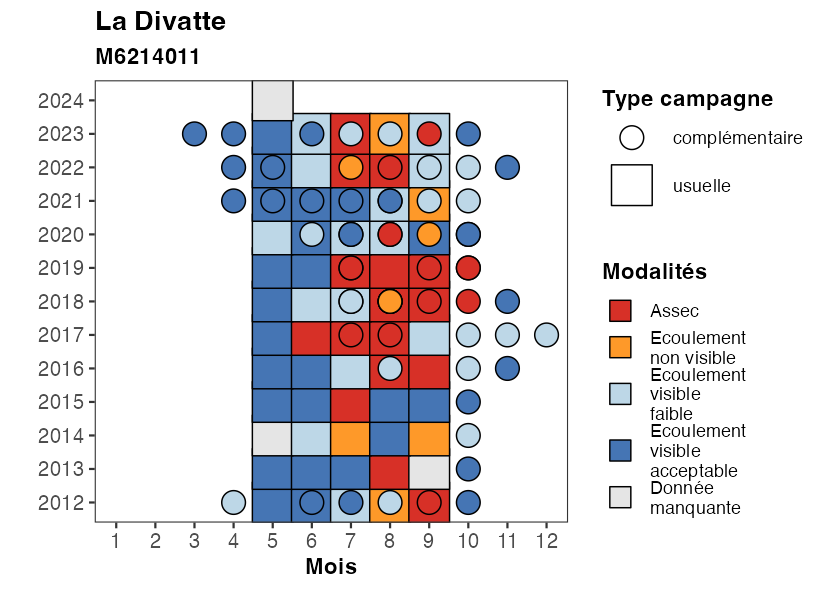 La Divatte
M6214011
2024
2023
2022
2021
2020
2019
2018
2017
2016
2015
2014
2013
2012
1 2 3 4 5 6 7 8 9 10 11 12
Mois
Type campagne
complémentaire
usuelle
Modalités
Assec
Ecoulement
non visible
Ecoulement
visible
faible
Ecoulement
visible
acceptable
Donnée
manquante